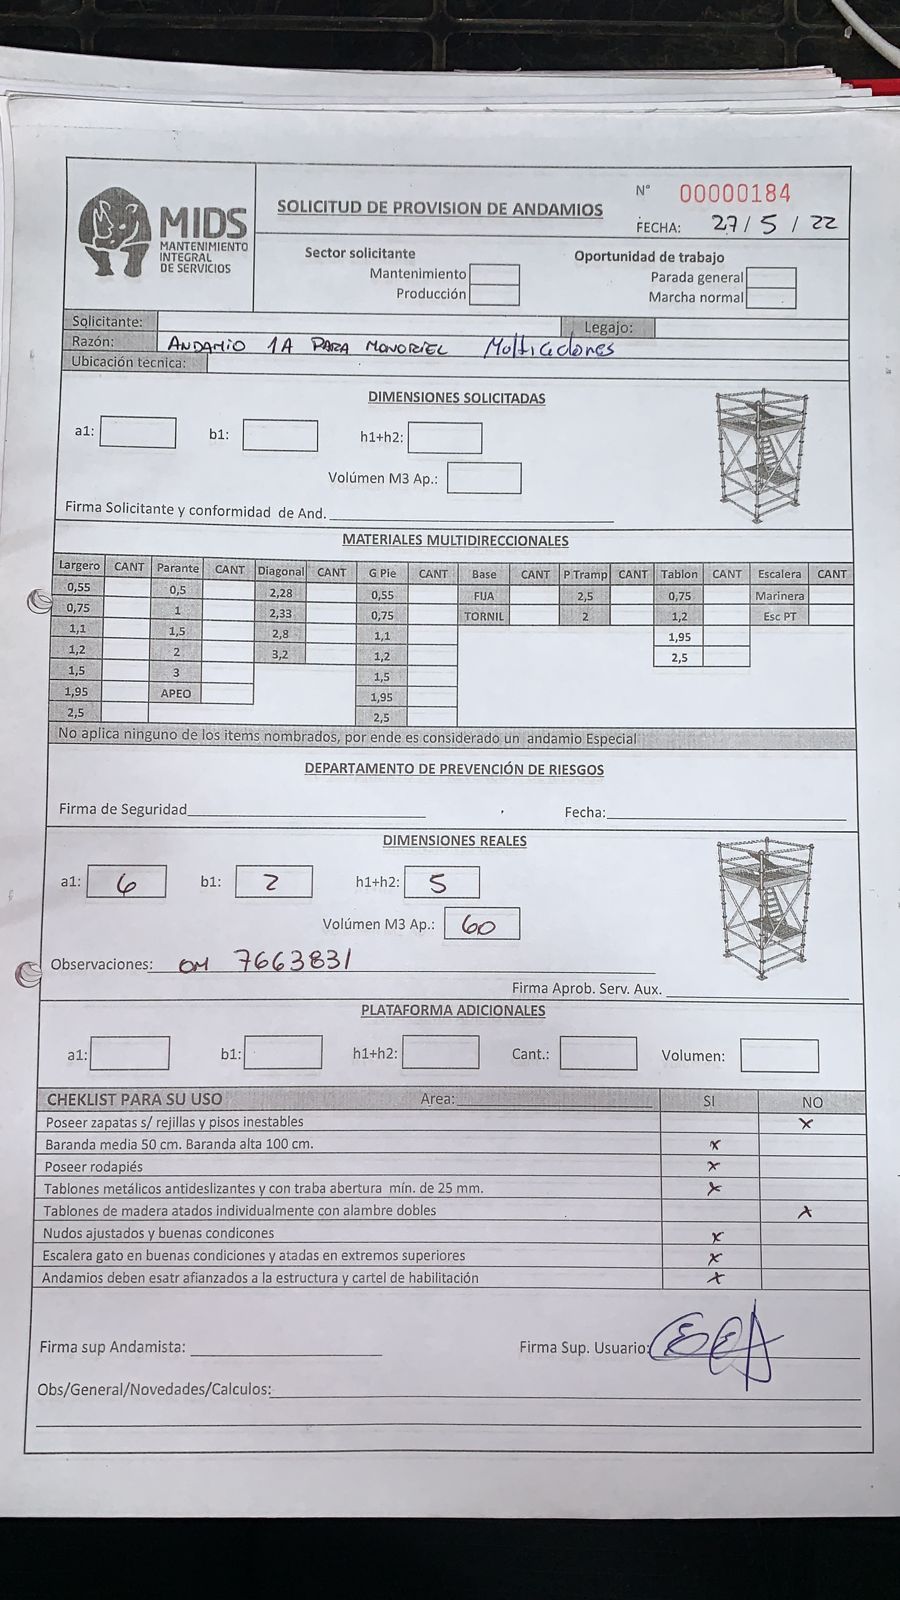 MIDS
MANTENIMIENTO
INTEGRAL
DE SERVICIOS
SOLICITUD DE PROVISION DE ANDAMIOS
N° 00000184
FECHA: 27 / 5 / 22
Sector solicitante
Mantenimiento
Producción
Oportunidad de trabajo
Parada general
Marcha normal
Solicitante: Legajo:
Razón: ANDAMIO 1A PARA MONORIEL Multiciclones
Ubicación técnica:
DIMENSIONES SOLICITADAS
a1: b1: h1+h2:
Volúmen M3 Ap.:
Firma Solicitante y conformidad de And.
MATERIALES MULTIDIRECCIONALES
Largero CANT Parante CANT Diagonal CANT G Pie CANT Base CANT P Tramp CANT Tablon CANT Escalera CANT
0,55 0,5 2,28 0,55 FIJA 2,5 0,75 Marinera
0,75 1 2,33 0,75 TORNIL 2 1,2 Esc PT
1,1 1,5 2,8 1,1 1,95
1,2 2 3,2 1,2 2,5
1,5 3 1,5
1,95 APEO 1,95
2,5 2,5
No aplica ninguno de los items nombrados, por ende es considerado un andamio Especial
DEPARTAMENTO DE PREVENCIÓN DE RIESGOS
Firma de Seguridad Fecha:
DIMENSIONES REALES
a1: 6 b1: 2 h1+h2: 5
Volúmen M3 Ap.: 60
Observaciones: OM 7663831
Firma Aprob. Serv. Aux.
PLATAFORMA ADICIONALES
a1: b1: h1+h2: Cant.: Volumen:
CHEKLIST PARA SU USO Area: SI NO
Poseer zapatas s/ rejillas y pisos inestables x
Baranda media 50 cm. Baranda alta 100 cm. x
Poseer rodapiés x
Tablones metálicos antideslizantes y con traba abertura mín. de 25 mm. x
Tablones de madera atados individualmente con alambre dobles x
Nudos ajustados y buenas condicones x
Escalera gato en buenas condiciones y atadas en extremos superiores x
Andamios deben esatr afianzados a la estructura y cartel de habilitación x
Firma sup Andamista: Firma Sup. Usuario:
Obs/General/Novedades/Calculos: